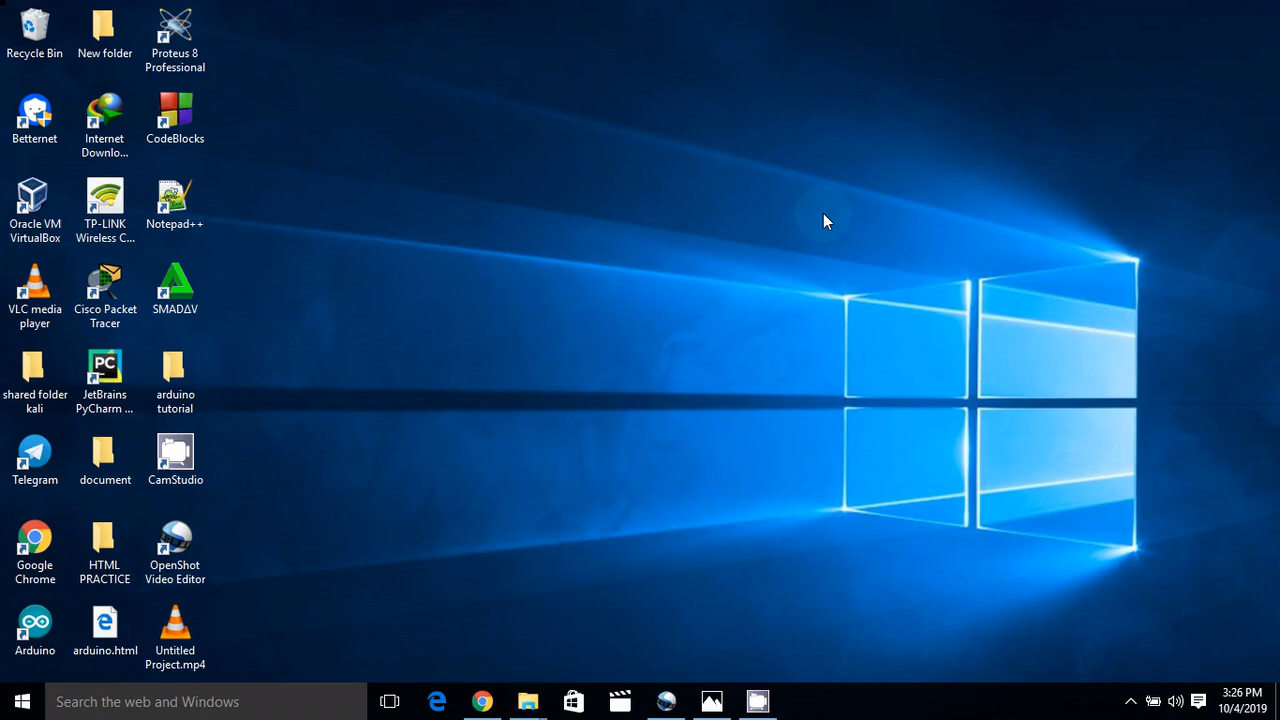 Recycle Bin
New folder
Proteus 8
Professional
Betternet
Internet
Downlo...
CodeBlocks
Oracle VM
VirtualBox
TP-LINK
Wireless C...
Notepad++
VLC media
player
Cisco Packet
Tracer
SMADΔV
shared folder
kali
PC
JetBrains
PyCharm ...
arduino
tutorial
Telegram
document
CamStudio
Google
Chrome
HTML
PRACTICE
OpenShot
Video Editor
Arduino
arduino.html
Untitled
Project.mp4
Search the web and Windows
3:26 PM
10/4/2019